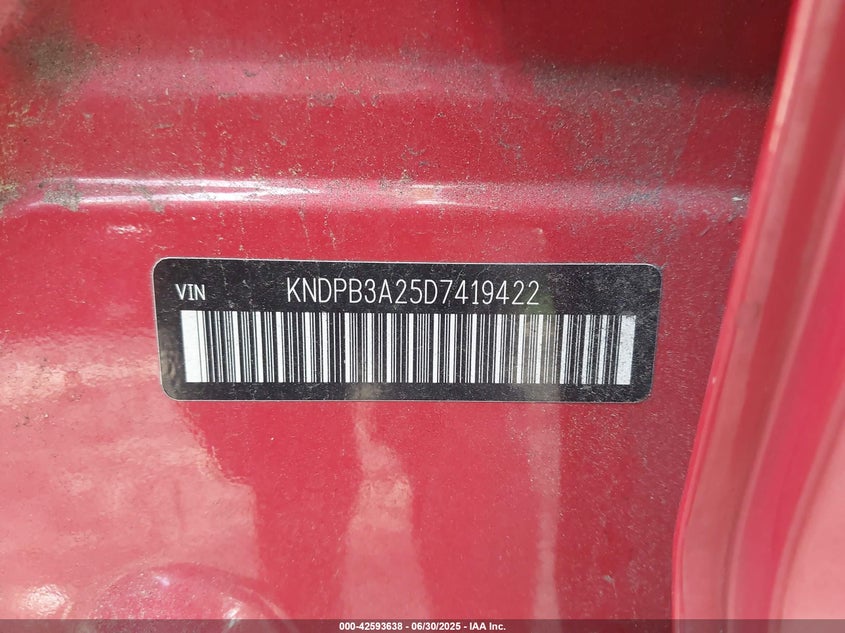 VIN KNDPB3A25D7419422
000-42593638 - 06/30/2025 - IAA Inc.